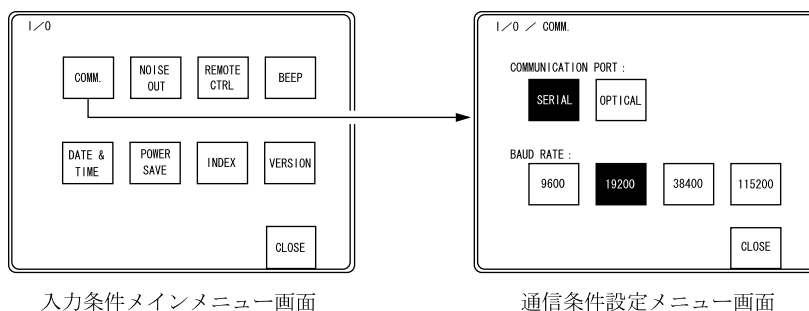 I/O
COMM.
NOISE
OUT
REMOTE
CTRL
BEEP
DATE &
TIME
POWER
SAVE
INDEX
VERSION
CLOSE
入力条件メインメニュー画面
I/O / COMM.
COMMUNICATION PORT :
SERIAL
OPTICAL
BAUD RATE :
9600
19200
38400
115200
CLOSE
通信条件設定メニュー画面